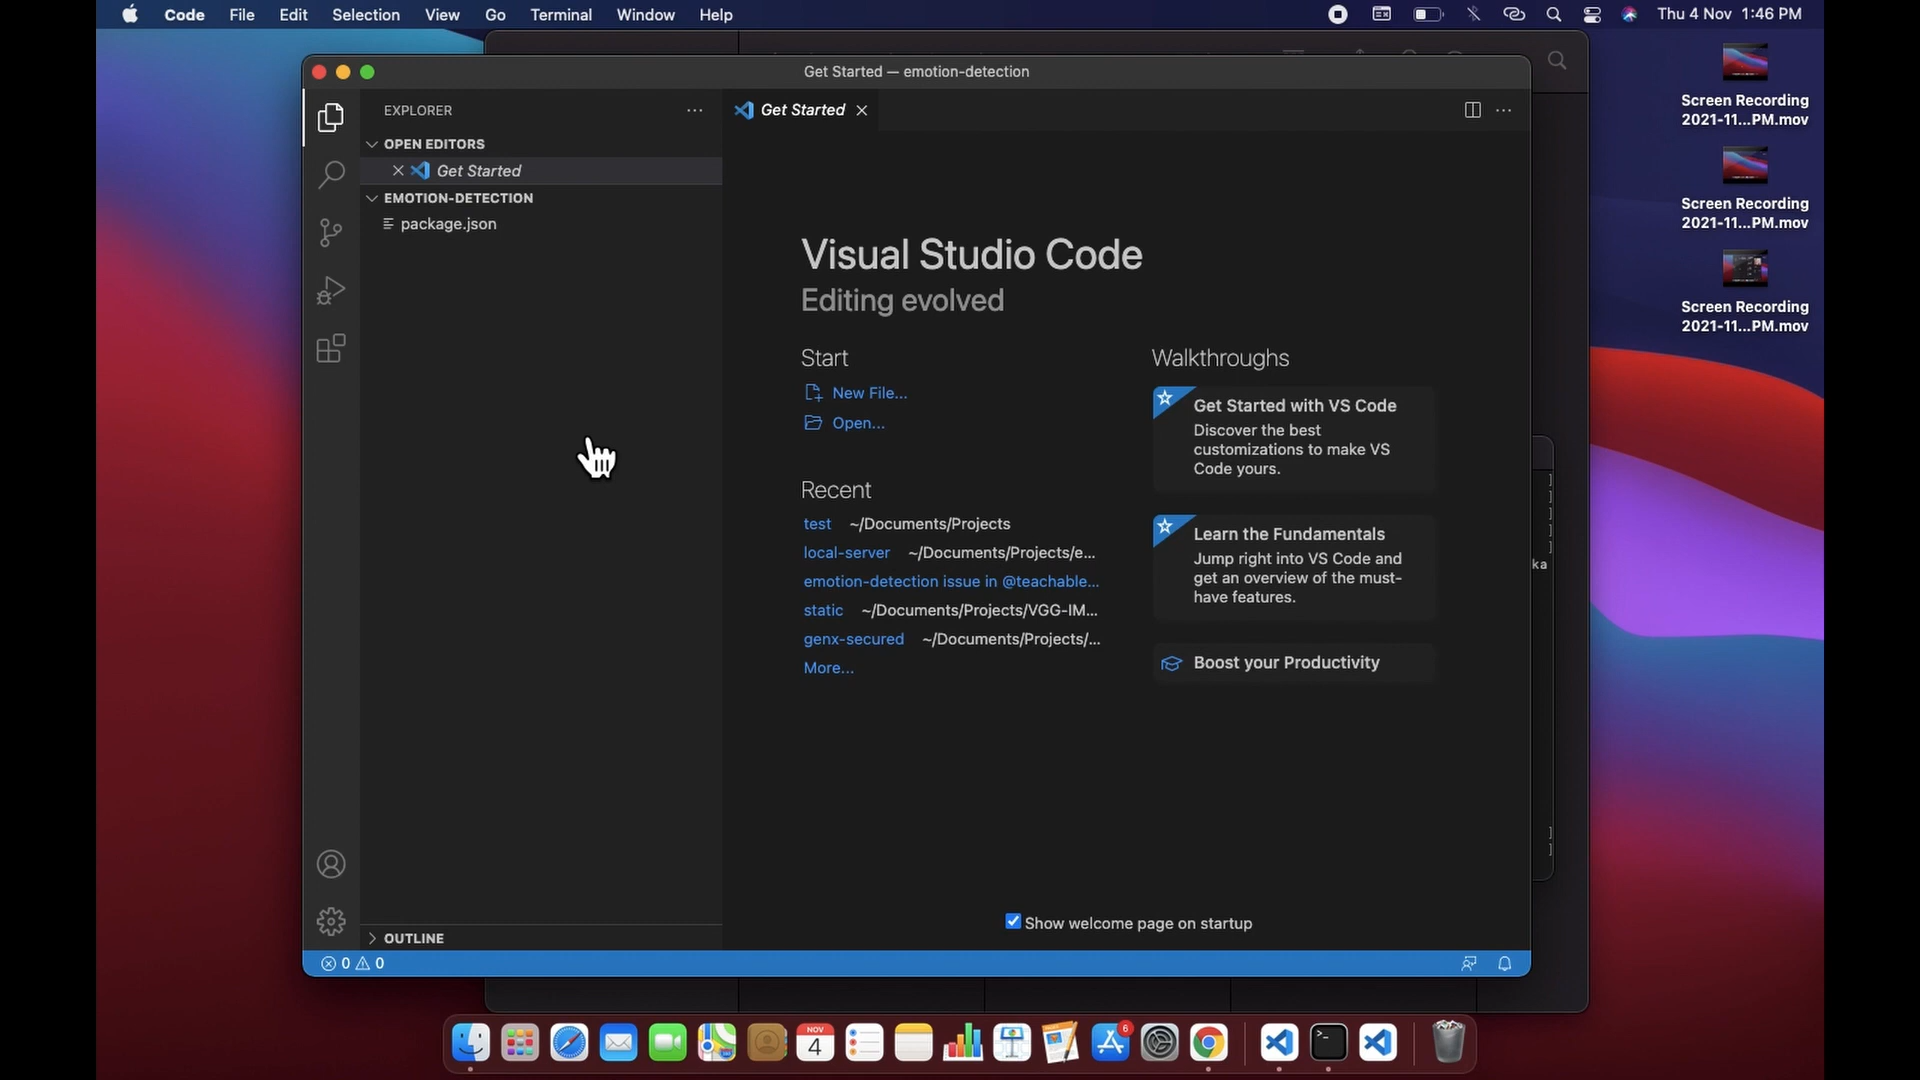 Code File Edit Selection View Go Terminal Window Help Thu 4 Nov 1:46 PM
Get Started — emotion-detection
EXPLORER
OPEN EDITORS
Get Started
EMOTION-DETECTION
package.json
OUTLINE
0 0
Get Started
Visual Studio Code
Editing evolved
Start
New File...
Open...
Recent
test ~/Documents/Projects
local-server ~/Documents/Projects/e...
emotion-detection issue in @teachable...
static ~/Documents/Projects/VGG-IM...
genx-secured ~/Documents/Projects/...
More...
Walkthroughs
Get Started with VS Code
Discover the best
customizations to make VS
Code yours.
Learn the Fundamentals
Jump right into VS Code and
get an overview of the must-
have features.
Boost your Productivity
Show welcome page on startup
ka
Screen Recording
2021-11...PM.mov
Screen Recording
2021-11...PM.mov
Screen Recording
2021-11...PM.mov
NOV
4
6